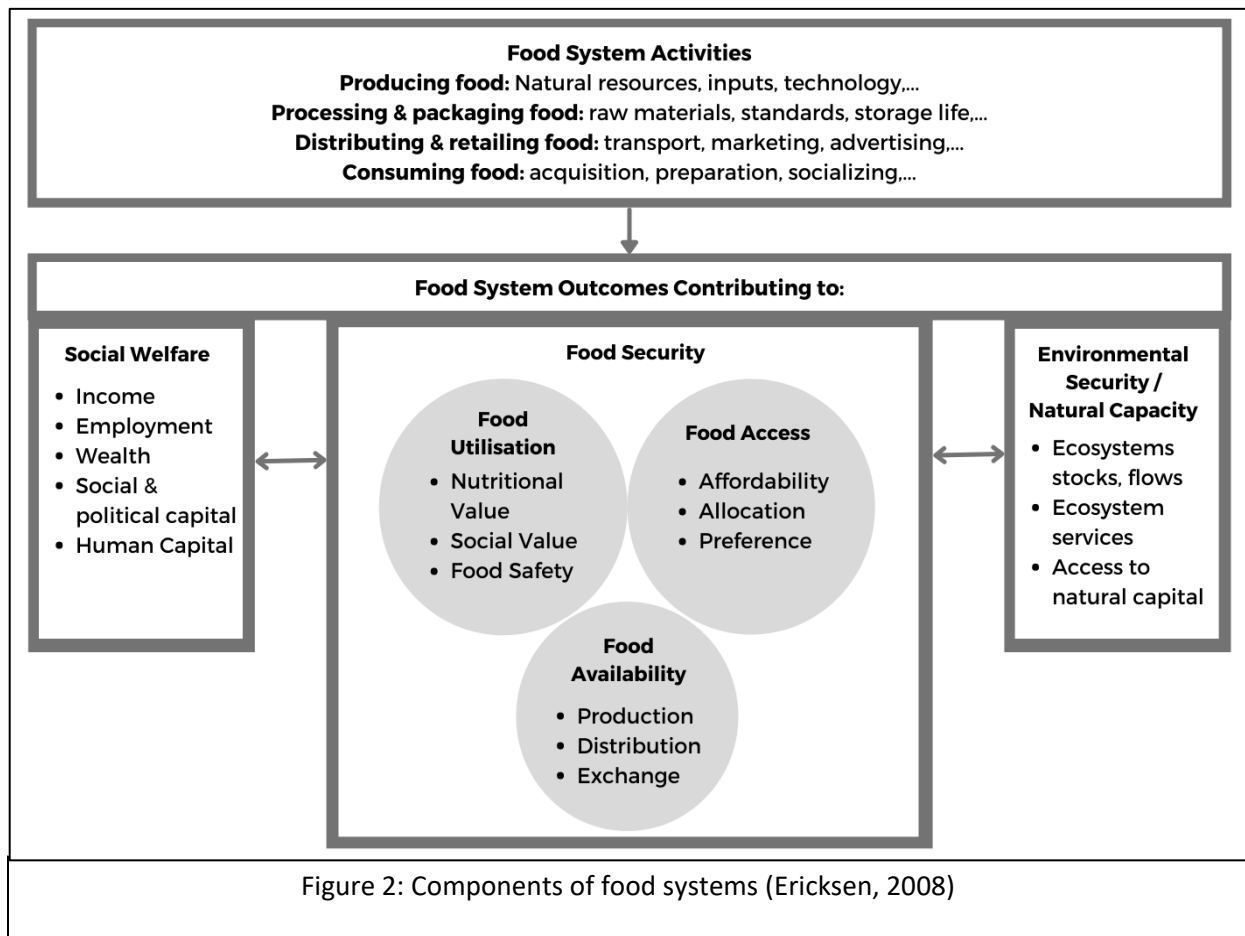 Food System Activities
Producing food: Natural resources, inputs, technology,...
Processing & packaging food: raw materials, standards, storage life,...
Distributing & retailing food: transport, marketing, advertising,...
Consuming food: acquisition, preparation, socializing,...
Food System Outcomes Contributing to:
Social Welfare
• Income
• Employment
• Wealth
• Social &
political capital
• Human Capital
Food Security
Food
Utilisation
• Nutritional
Value
• Social Value
• Food Safety
Food Access
• Affordability
• Allocation
• Preference
Food
Availability
• Production
• Distribution
• Exchange
Environmental
Security /
Natural Capacity
• Ecosystems
stocks, flows
• Ecosystem
services
• Access to
natural capital
Figure 2: Components of food systems (Ericksen, 2008)